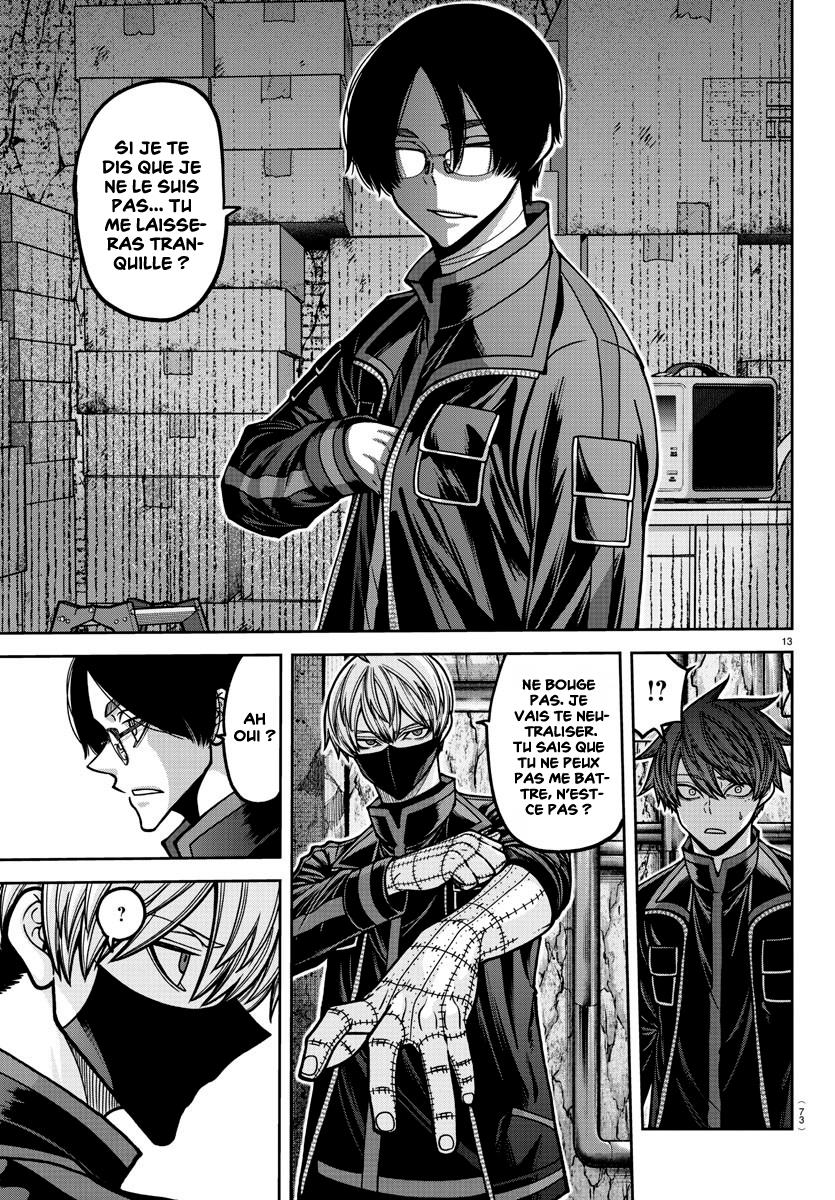 SI JE TE
DIS QUE JE
NE LE SUIS
PAS... TU
ME LAISSE-
RAS TRAN-
QUILLE ?
13
!?
NE BOUGE
PAS. JE
VAIS TE NEU-
TRALISER.
TU SAIS QUE
TU NE PEUX
PAS ME BAT-
TRE, N'EST-
CE PAS ?
AH
OUI ?
?
(73)